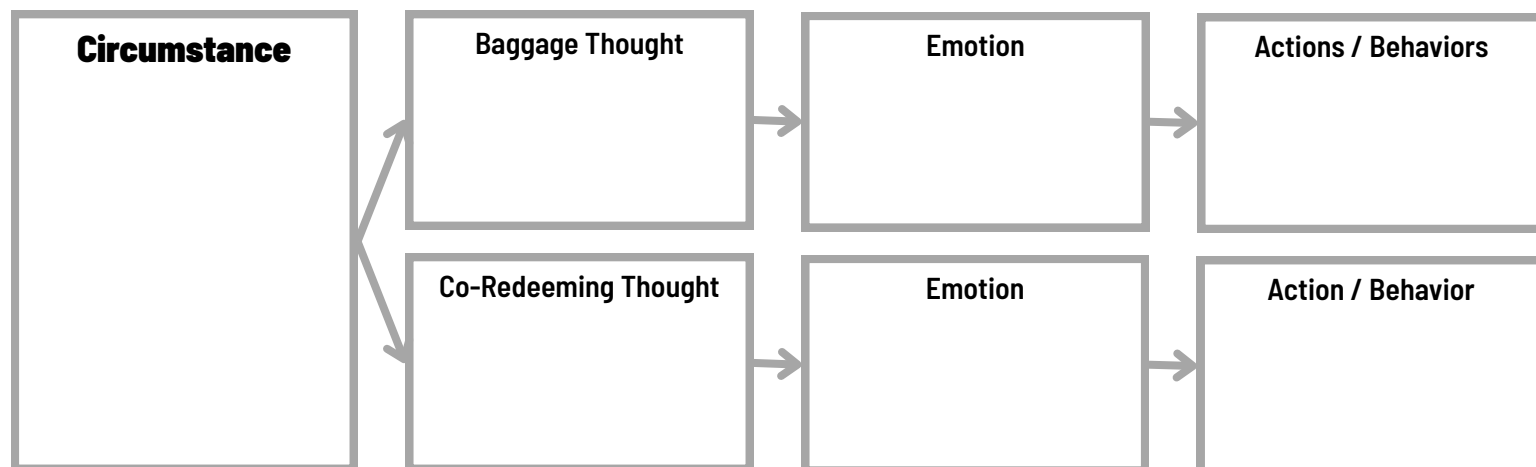 Circumstance
Baggage Thought
Emotion
Actions / Behaviors
Co-Redeeming Thought
Emotion
Action / Behavior